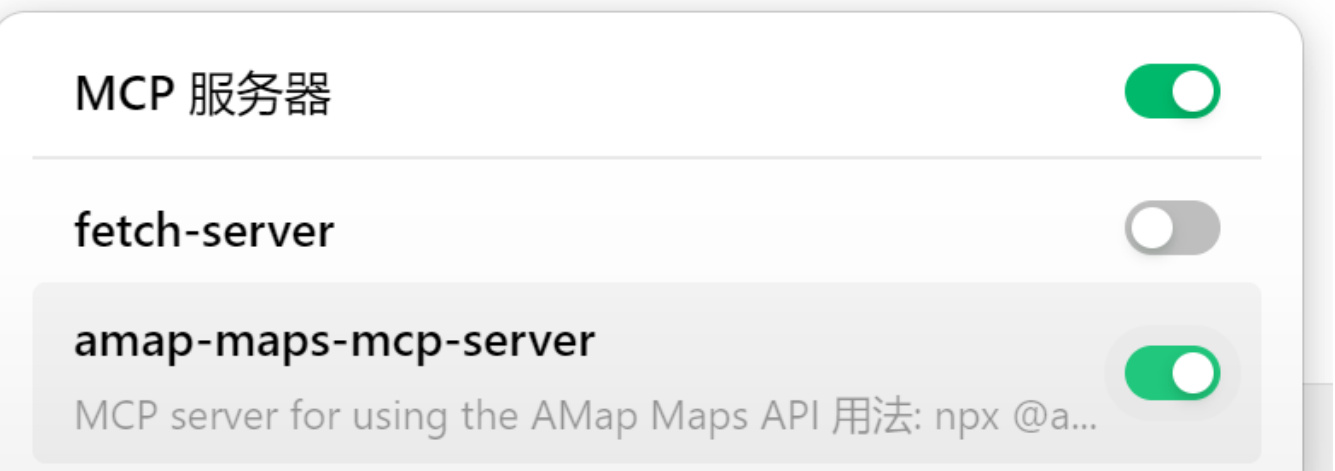 MCP 服务器
fetch-server
amap-maps-mcp-server
MCP server for using the AMap Maps API 用法: npx @a...